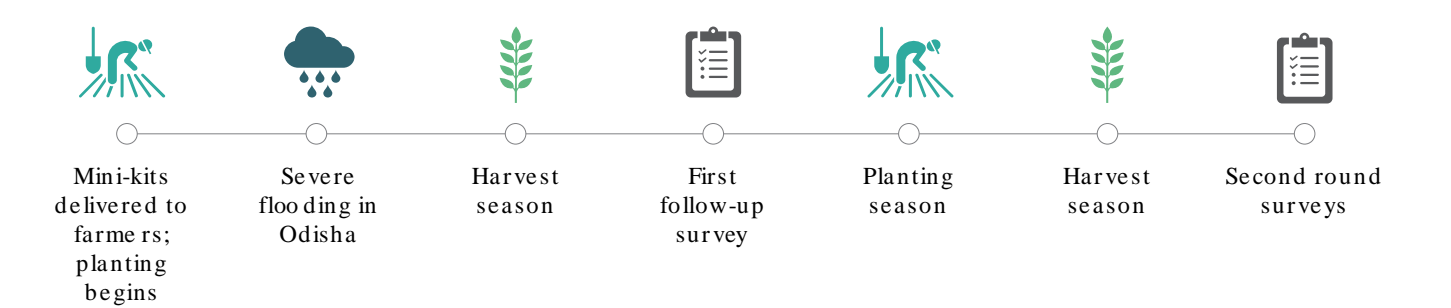 Mini-kits
delivered to
farmers;
planting
begins
Severe
flooding in
Odisha
Harvest
season
First
follow-up
survey
Planting
season
Harvest
season
Second round
surveys